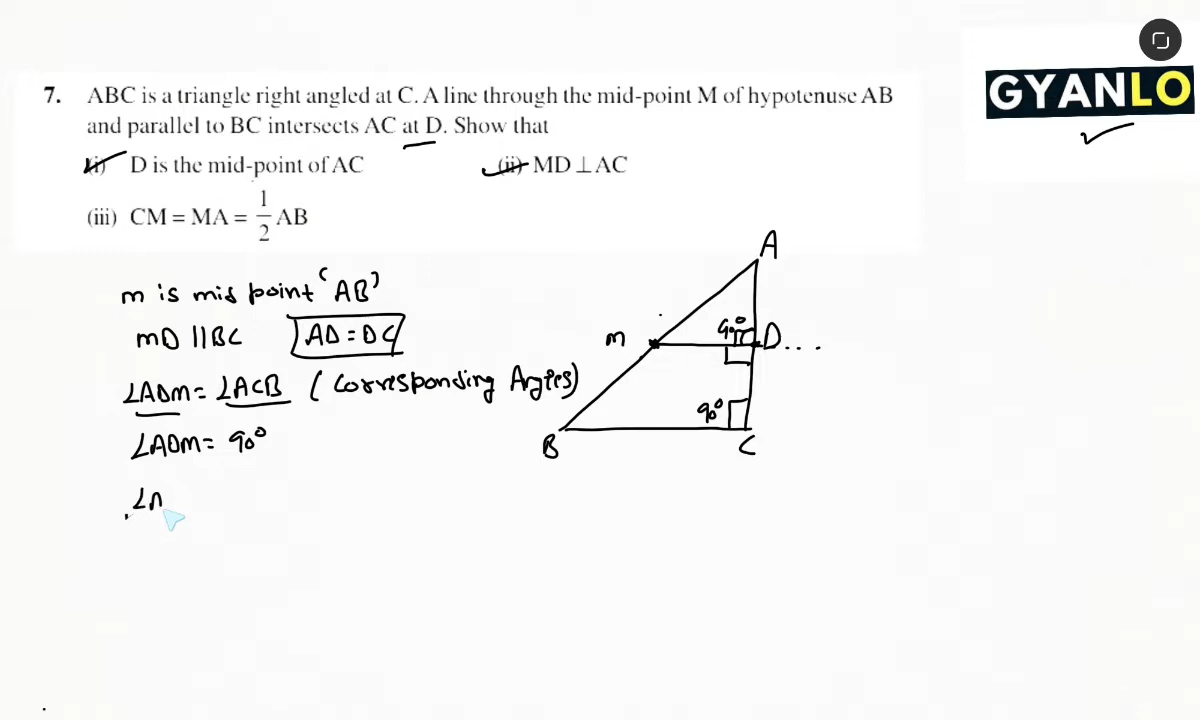 GYANLO
7. ABC is a triangle right angled at C. A line through the mid-point M of hypotenuse AB
and parallel to BC intersects AC at D. Show that
(i) D is the mid-point of AC (ii) MD ⊥ AC
(iii) CM = MA = 1/2 AB
m is mid point 'AB'
mD || BC AD = DC
∠ADM = ∠ACB (Corresponding Angles)
∠ADM = 90°
∠A
A
m 90° D...
90°
B C